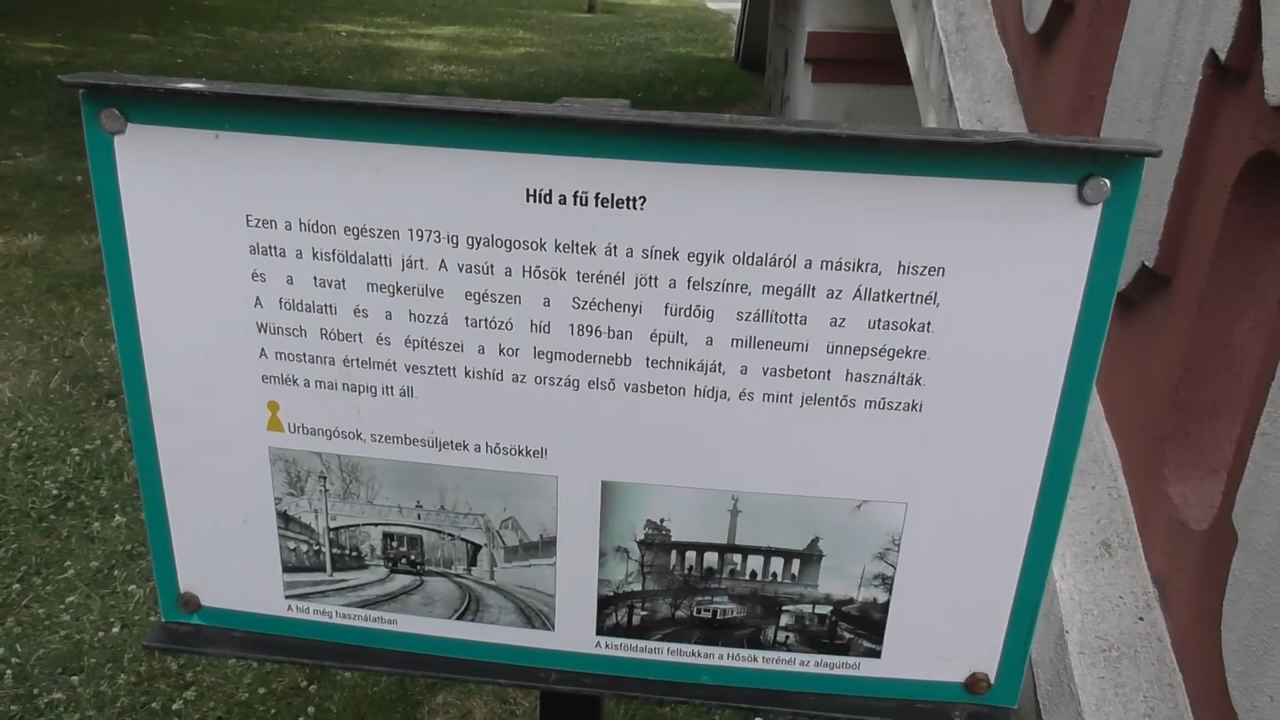 Híd a fű felett?
Ezen a hídon egészen 1973-ig gyalogosok keltek át a sínek egyik oldaláról a másikra, hiszen
alatta a kisföldalatti járt. A vasút a Hősök terénél jött a felszínre, megállt az Állatkertnél,
és a tavat megkerülve egészen a Széchenyi fürdőig szállította az utasokat.
A földalatti és a hozzá tartózó híd 1896-ban épült, a milleneumi ünnepségekre.
Wünsch Róbert és építészei a kor legmodernebb technikáját, a vasbetont használták.
A mostanra értelmét vesztett kishíd az ország első vasbeton hídja, és mint jelentős műszaki
emlék a mai napig itt áll.
Urbangósok, szembesüljetek a hősökkel!
A híd még használatban
A kisföldalatti felbukkan a Hősök terénél az alagútból